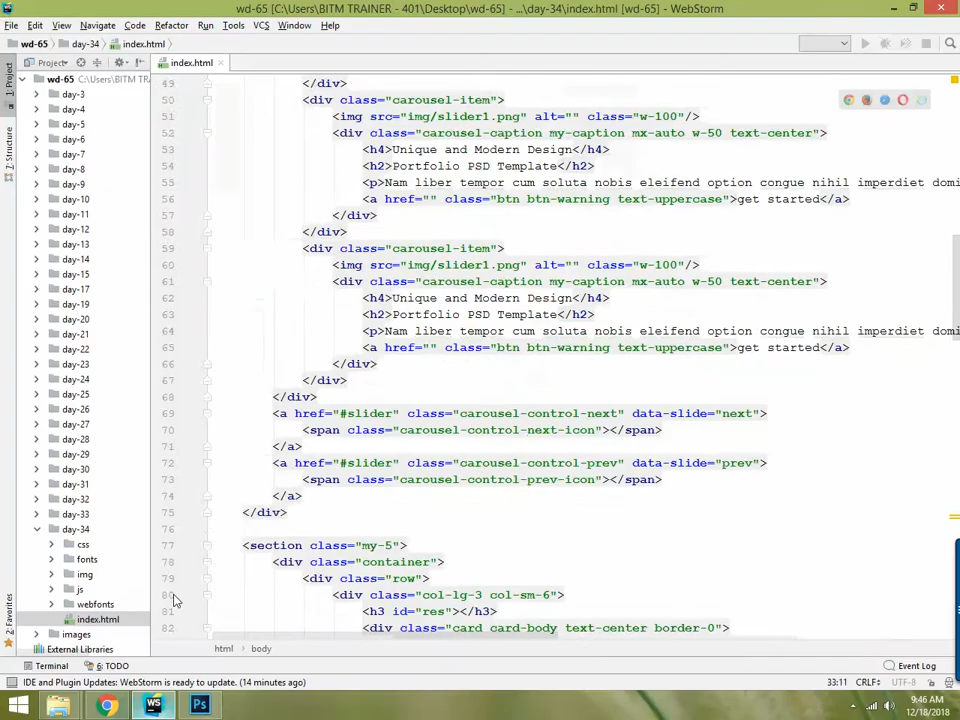 wd-65 [C:\Users\BITM TRAINER - 401\Desktop\wd-65] - ...\day-34\index.html [wd-65] - WebStorm
File Edit View Navigate Code Refactor Run Tools VCS Window Help
wd-65 day-34 index.html
Project index.html
1: Project
7: Structure
2: Favorites
wd-65 C:\Users\BITM TRA
day-3
day-4
day-5
day-6
day-7
day-8
day-9
day-10
day-11
day-12
day-13
day-14
day-15
day-17
day-19
day-20
day-21
day-22
day-23
day-24
day-25
day-26
day-27
day-28
day-29
day-30
day-31
day-32
day-33
day-34
css
fonts
img
js
webfonts
index.html
images
External Libraries
49 </div>
50 <div class="carousel-item">
51 <img src="img/slider1.png" alt="" class="w-100"/>
52 <div class="carousel-caption my-caption mx-auto w-50 text-center">
53 <h4>Unique and Modern Design</h4>
54 <h2>Portfolio PSD Template</h2>
55 <p>Nam liber tempor cum soluta nobis eleifend option congue nihil imperdiet domi
56 <a href="" class="btn btn-warning text-uppercase">get started</a>
57 </div>
58 </div>
59 <div class="carousel-item">
60 <img src="img/slider1.png" alt="" class="w-100"/>
61 <div class="carousel-caption my-caption mx-auto w-50 text-center">
62 <h4>Unique and Modern Design</h4>
63 <h2>Portfolio PSD Template</h2>
64 <p>Nam liber tempor cum soluta nobis eleifend option congue nihil imperdiet domi
65 <a href="" class="btn btn-warning text-uppercase">get started</a>
66 </div>
67 </div>
68 </div>
69 <a href="#slider" class="carousel-control-next" data-slide="next">
70 <span class="carousel-control-next-icon"></span>
71 </a>
72 <a href="#slider" class="carousel-control-prev" data-slide="prev">
73 <span class="carousel-control-prev-icon"></span>
74 </a>
75 </div>
76
77 <section class="my-5">
78 <div class="container">
79 <div class="row">
80 <div class="col-lg-3 col-sm-6">
81 <h3 id="res"></h3>
82 <div class="card card-body text-center border-0">
html body
Terminal 6: TODO Event Log
IDE and Plugin Updates: WebStorm is ready to update. (14 minutes ago) 33:11 CRLF UTF-8
WS Ps
9:46 AM
12/18/2018